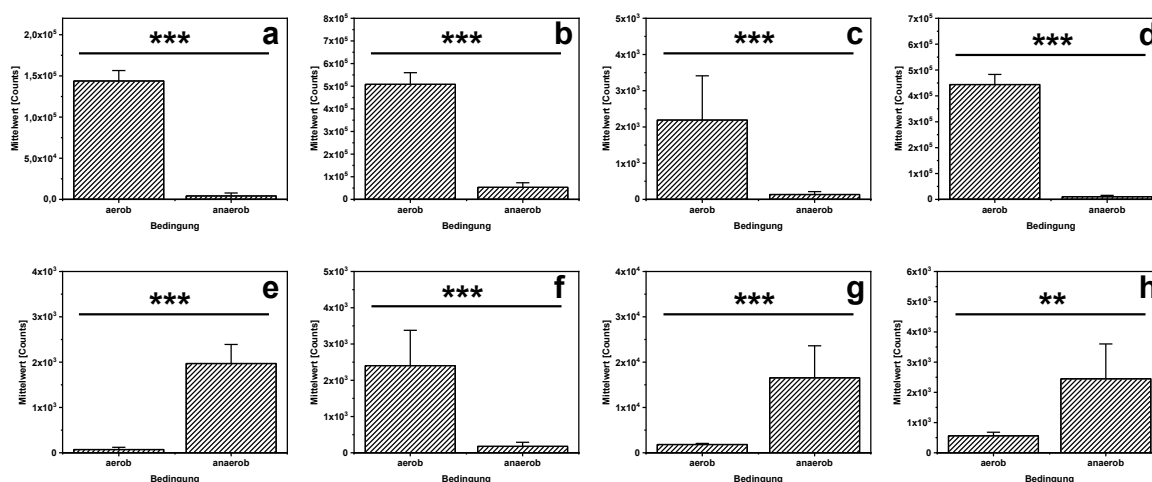 2,0x10⁵
1,5x10⁵
1,0x10⁵
5,0x10⁴
0,0
Mittelwert [Counts]
***
a
aerob
anaerob
Bedingung
8x10⁵
7x10⁵
6x10⁵
5x10⁵
4x10⁵
3x10⁵
2x10⁵
1x10⁵
0
Mittelwert [Counts]
***
b
aerob
anaerob
Bedingung
5x10³
4x10³
3x10³
2x10³
1x10³
0
Mittelwert [Counts]
***
c
aerob
anaerob
Bedingung
7x10⁵
6x10⁵
5x10⁵
4x10⁵
3x10⁵
2x10⁵
1x10⁵
0
Mittelwert [Counts]
***
d
aerob
anaerob
Bedingung
4x10³
3x10³
2x10³
1x10³
0
Mittelwert [Counts]
***
e
aerob
anaerob
Bedingung
5x10³
4x10³
3x10³
2x10³
1x10³
0
Mittelwert [Counts]
***
f
aerob
anaerob
Bedingung
4x10⁴
3x10⁴
2x10⁴
1x10⁴
0
Mittelwert [Counts]
***
g
aerob
anaerob
Bedingung
6x10³
5x10³
4x10³
3x10³
2x10³
1x10³
0
Mittelwert [Counts]
**
h
aerob
anaerob
Bedingung